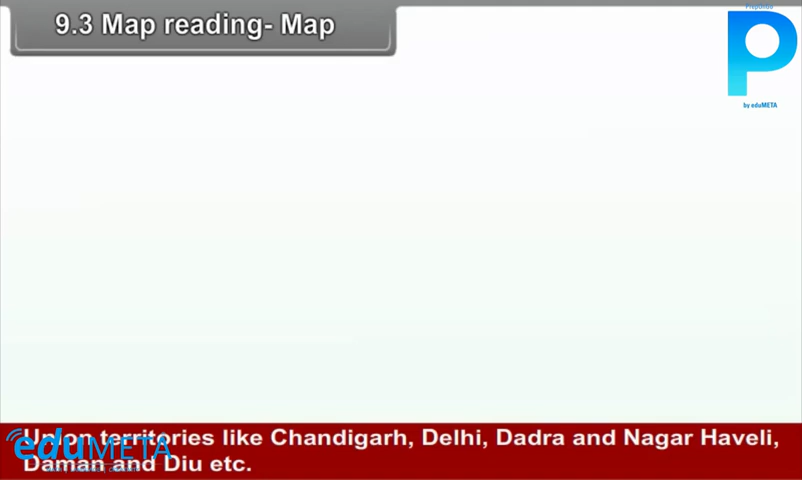 9.3 Map reading- Map
Prepondo
P
by eduMETA
Union territories like Chandigarh, Delhi, Dadra and Nagar Haveli,
Daman and Diu etc.
eduMETA